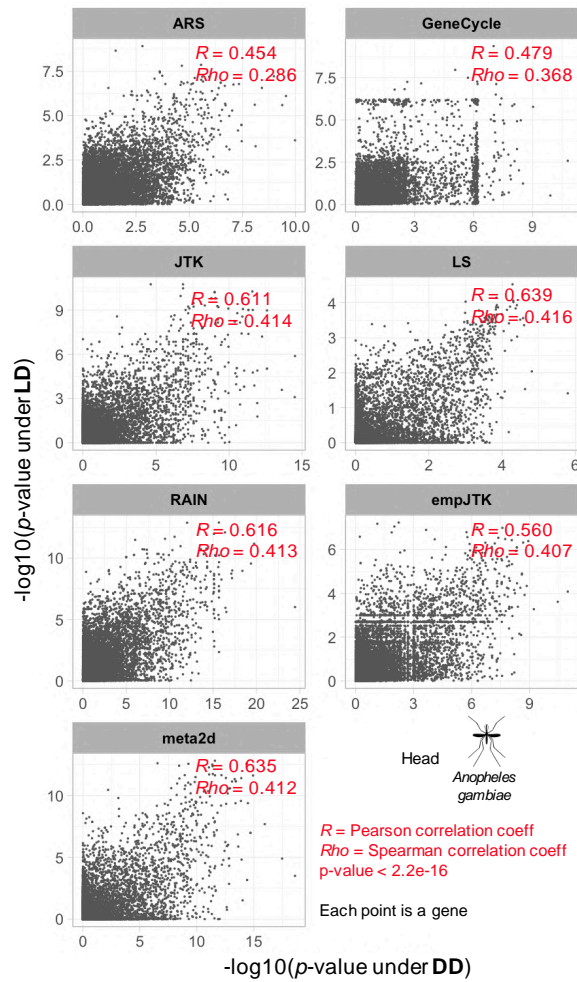 ARS
R = 0.454
Rho = 0.286
7.5
5.0
2.5
0.0
0.0
2.5
5.0
7.5
10.0
GeneCycle
R = 0.479
Rho = 0.368
7.5
5.0
2.5
0.0
0
3
6
9
JTK
R = 0.611
Rho = 0.414
9
6
3
0
0
5
10
15
LS
R = 0.639
Rho = 0.416
4
3
2
1
0
0
2
4
6
RAIN
R = 0.616
Rho = 0.413
10
5
0
0
5
10
15
20
25
empJTK
R = 0.560
Rho = 0.407
6
4
2
0
0
3
6
9
meta2d
R = 0.635
Rho = 0.412
10
5
0
0
5
10
15
-log10(p-value under LD)
-log10(p-value under DD)
Head
Anopheles
gambiae
R = Pearson correlation coeff
Rho = Spearman correlation coeff
p-value < 2.2e-16
Each point is a gene